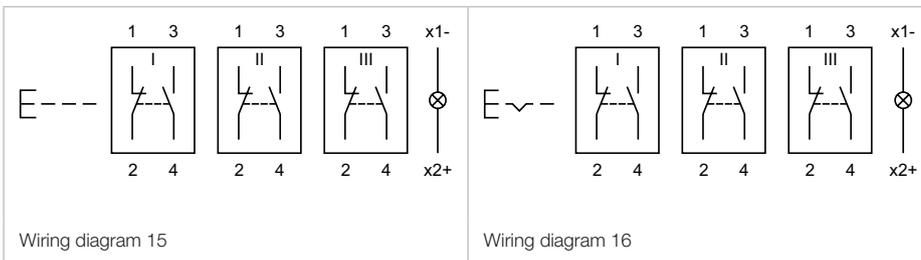 1 3 1 3 1 3 x1- 1 3 1 3 1 3 x1-
I II III I II III
2 4 2 4 2 4 x2+ 2 4 2 4 2 4 x2+
Wiring diagram 15 Wiring diagram 16